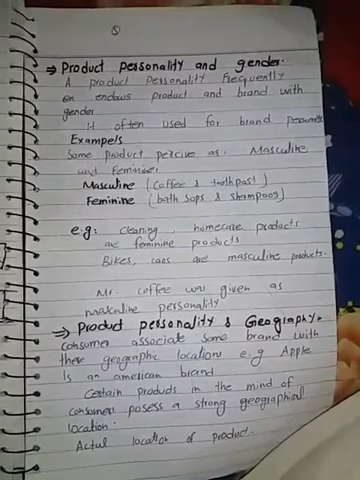 ⑤
⇒ Product personality and gender.
A product Personality Frequently
en endows product and brand with
gender
H often used for brand
Exampels
Some product percive as. Masculine
and Feminine.
Masculine (coffee & toothpast)
Feminine (bath sops & shampoos)
e.g: cleaning, homecare products
are feminine products
Bikes, cars are masculine products.
Mr. coffee was given as
masculine personality
⇒ Product personality & Geography.
consumer associate some brand with
there geographic locations e.g Apple
Is an american brand
Certain products in the mind of
consumers posess a strong geographical
location.
Actual location of product.